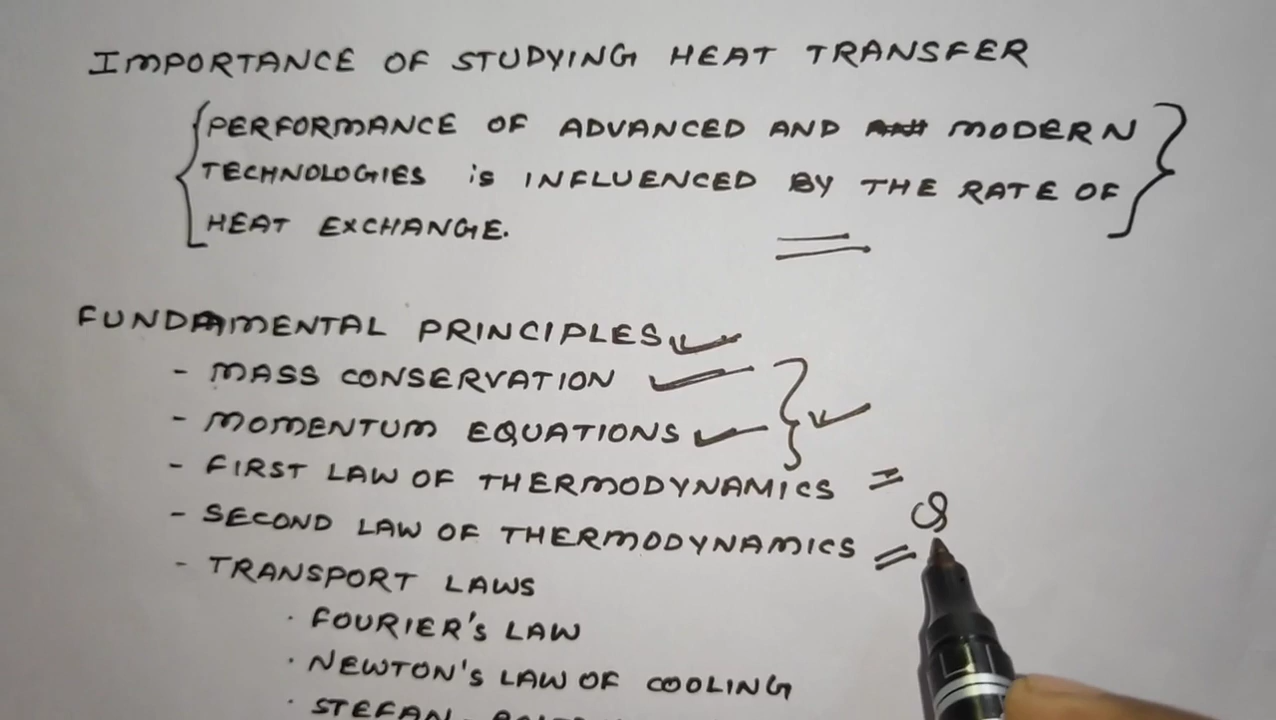 IMPORTANCE OF STUDYING HEAT TRANSFER
PERFORMANCE OF ADVANCED AND MODERN
TECHNOLOGIES is INFLUENCED BY THE RATE OF
HEAT EXCHANGE.
FUNDAMENTAL PRINCIPLES
- MASS CONSERVATION
- MOMENTUM EQUATIONS
- FIRST LAW OF THERMODYNAMICS
- SECOND LAW OF THERMODYNAMICS
- TRANSPORT LAWS
· FOURIER'S LAW
· NEWTON'S LAW OF COOLING
· STEFAN-